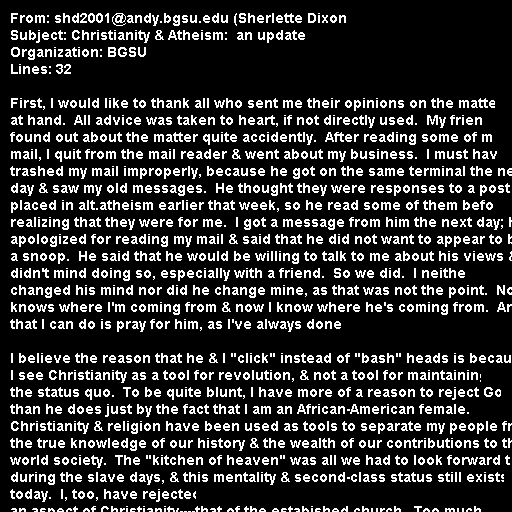 From: shd2001@andy.bgsu.edu (Sherlette Dixon
Subject: Christianity & Atheism:  an update
Organization: BGSU
Lines: 32

First, I would like to thank all who sent me their opinions on the matte
at hand.  All advice was taken to heart, if not directly used.  My frien
found out about the matter quite accidently.  After reading some of m
mail, I quit from the mail reader & went about my business.  I must hav
trashed my mail improperly, because he got on the same terminal the ne
day & saw my old messages.  He thought they were responses to a post
placed in alt.atheism earlier that week, so he read some of them befo
realizing that they were for me.  I got a message from him the next day; h
apologized for reading my mail & said that he did not want to appear to b
a snoop.  He said that he would be willing to talk to me about his views &
didn't mind doing so, especially with a friend.  So we did.  I neithe
changed his mind nor did he change mine, as that was not the point.  No
knows where I'm coming from & now I know where he's coming from.  An
that I can do is pray for him, as I've always done

I believe the reason that he & I "click" instead of "bash" heads is becau
I see Christianity as a tool for revolution, & not a tool for maintaining
the status quo.  To be quite blunt, I have more of a reason to reject Go
than he does just by the fact that I am an African-American female.
Christianity & religion have been used as tools to separate my people fr
the true knowledge of our history & the wealth of our contributions to th
world society.  The "kitchen of heaven" was all we had to look forward t
during the slave days, & this mentality & second-class status still exists
today.  I, too, have rejected
an aspect of Christianity----that of the estabished church.  Too much